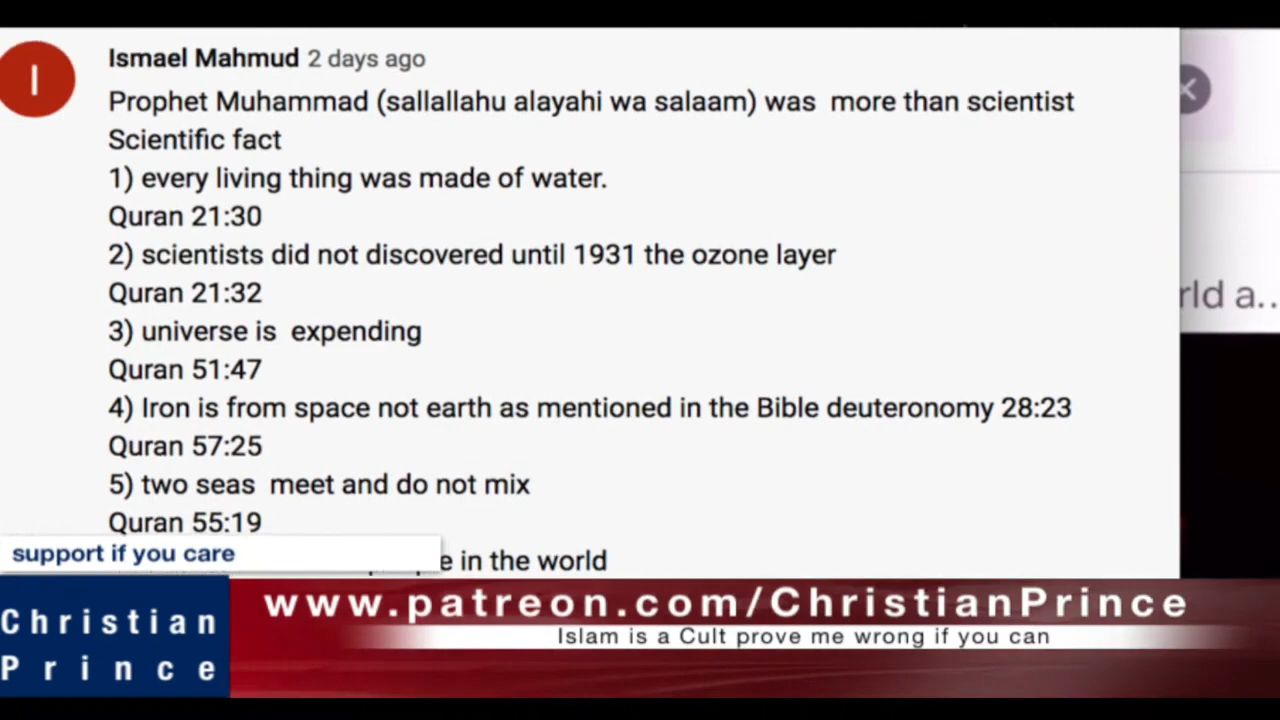 I
Ismael Mahmud 2 days ago
Prophet Muhammad (sallallahu alayahi wa salaam) was more than scientist
Scientific fact
1) every living thing was made of water.
Quran 21:30
2) scientists did not discovered until 1931 the ozone layer
Quran 21:32
3) universe is expending
Quran 51:47
4) Iron is from space not earth as mentioned in the Bible deuteronomy 28:23
Quran 57:25
5) two seas meet and do not mix
Quran 55:19
in the world
rld a..
support if you care
Christian
Prince
www.patreon.com/ChristianPrince
Islam is a Cult prove me wrong if you can